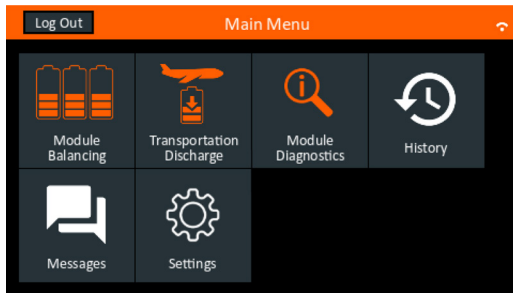 Log Out
Main Menu
Module
Balancing
Transportation
Discharge
Module
Diagnostics
History
Messages
Settings